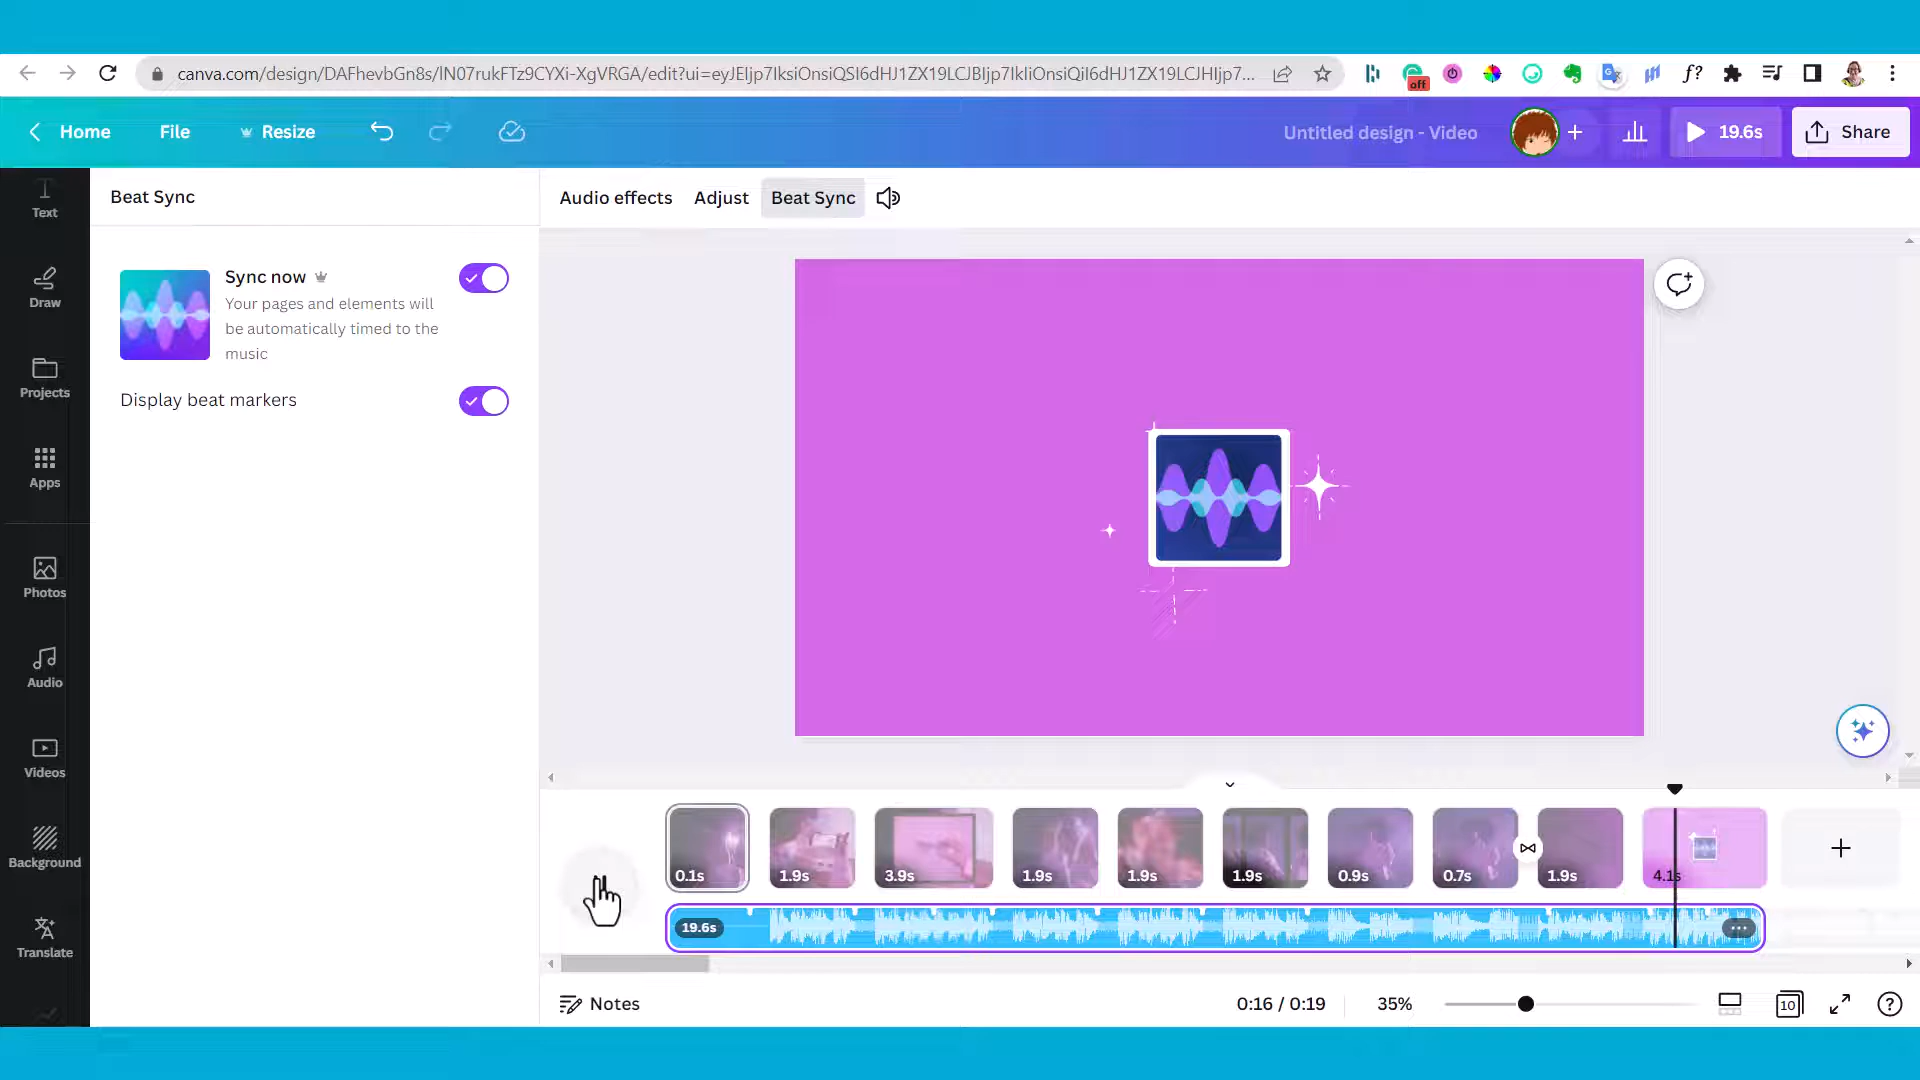 canva.com/design/DAFhevbGn8s/lN07rukFTz9CYXi-XgVRGA/edit?ui=eyJEIjp7IksiOnsiQSI6dHJ1ZX19LCJBIjp7IkIiOnsiQiI6dHJ1ZX19LCJHIjp7...
off
f?
Home
File
Resize
Untitled design - Video
19.6s
Share
Text
Draw
Projects
Apps
Photos
Audio
Videos
Background
Translate
Beat Sync
Sync now
Your pages and elements will
be automatically timed to the
music
Display beat markers
Audio effects
Adjust
Beat Sync
0.1s
1.9s
3.9s
1.9s
1.9s
1.9s
0.9s
0.7s
1.9s
4.1s
19.6s
Notes
0:16 / 0:19
35%
10